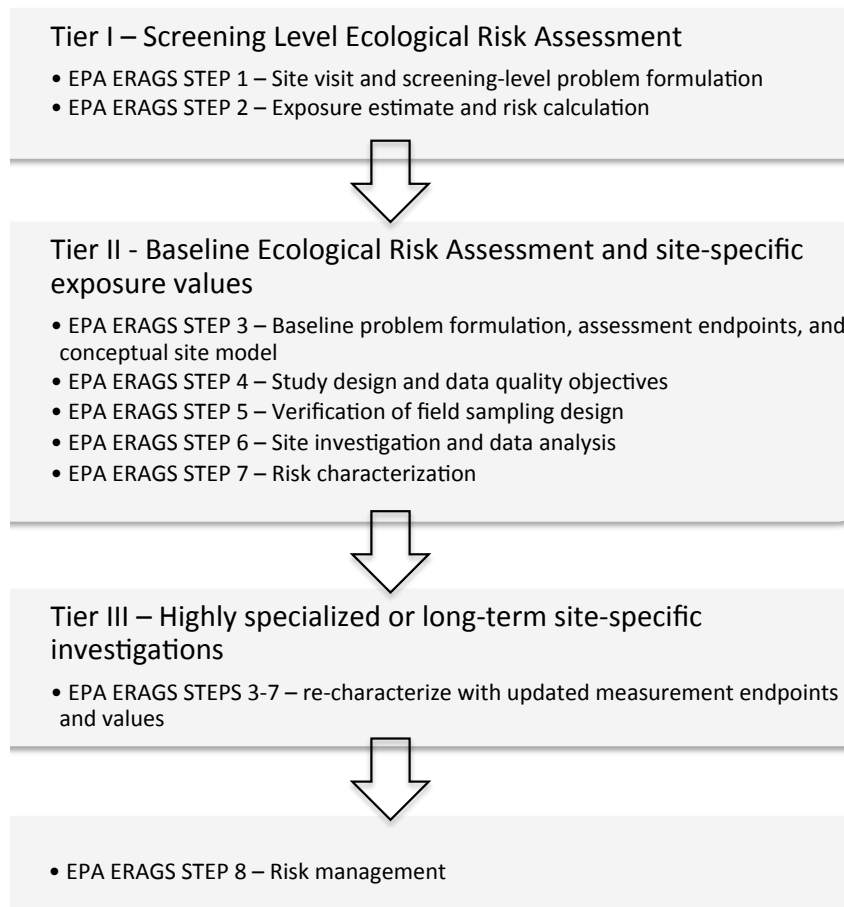 Tier I – Screening Level Ecological Risk Assessment
• EPA ERAGS STEP 1 – Site visit and screening-level problem formulation
• EPA ERAGS STEP 2 – Exposure estimate and risk calculation
Tier II - Baseline Ecological Risk Assessment and site-specific
exposure values
• EPA ERAGS STEP 3 – Baseline problem formulation, assessment endpoints, and
conceptual site model
• EPA ERAGS STEP 4 – Study design and data quality objectives
• EPA ERAGS STEP 5 – Verification of field sampling design
• EPA ERAGS STEP 6 – Site investigation and data analysis
• EPA ERAGS STEP 7 – Risk characterization
Tier III – Highly specialized or long-term site-specific
investigations
• EPA ERAGS STEPS 3-7 – re-characterize with updated measurement endpoints
and values
• EPA ERAGS STEP 8 – Risk management